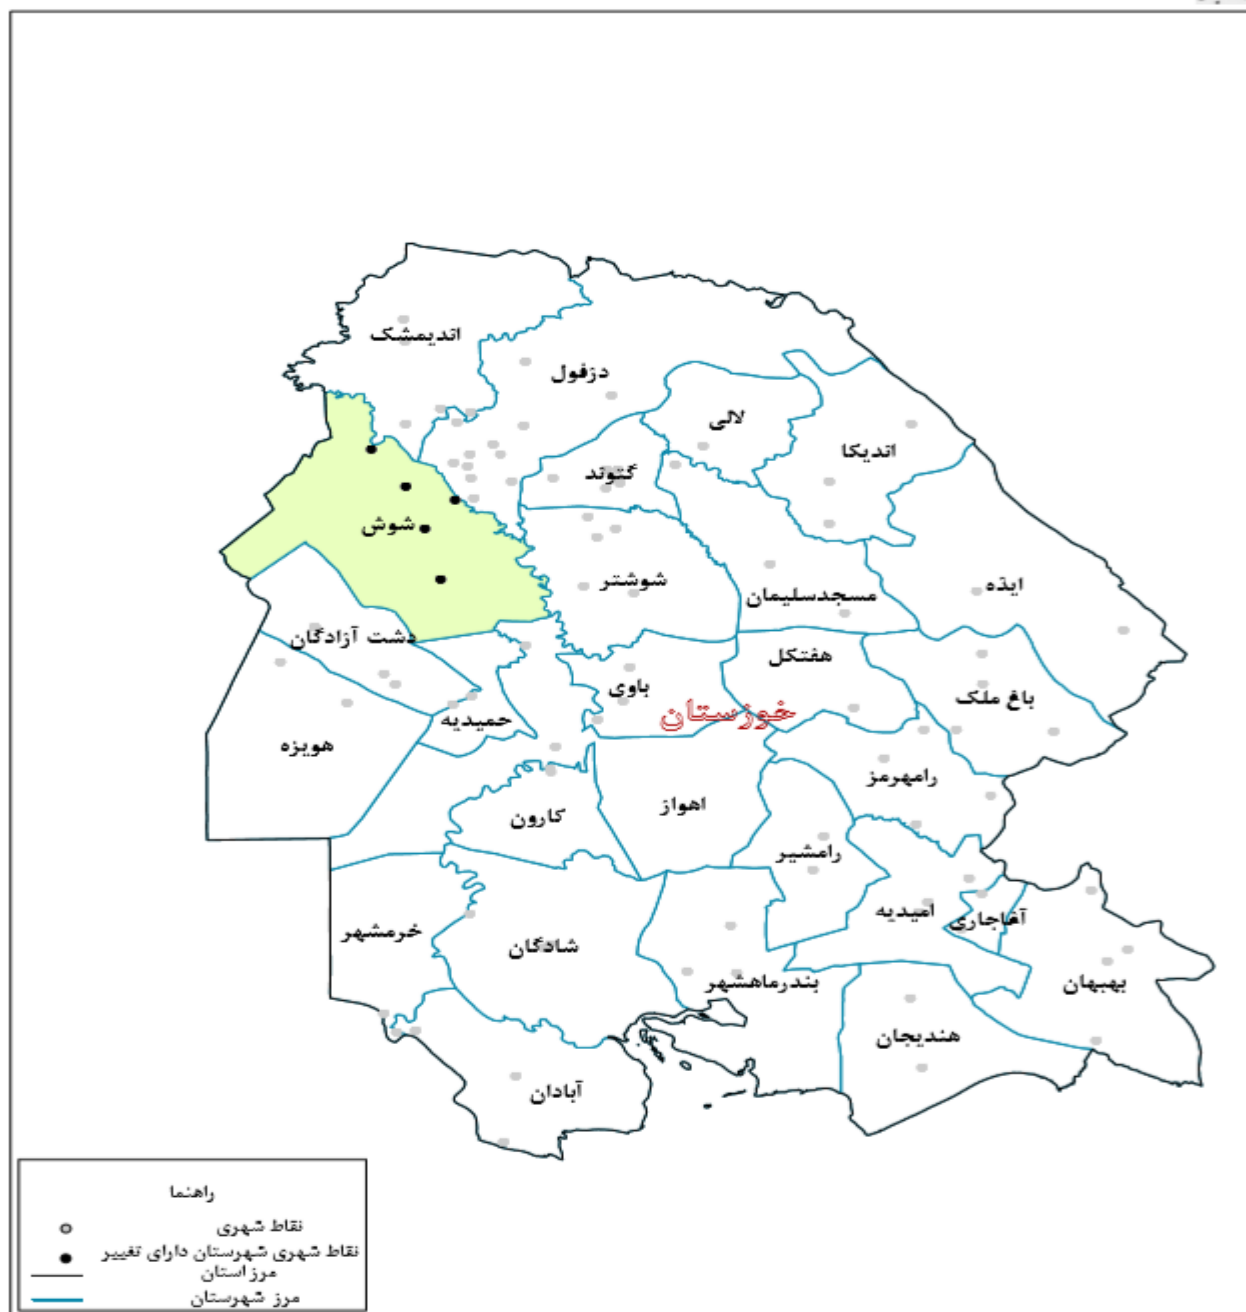 اندیمشک
دزفول
لالی
اندیکا
گتوند
شوش
شوشتر
مسجدسلیمان
ایذه
دشت آزادگان
هفتکل
باغ ملک
باوی
خوزستان
حمیدیه
هویزه
رامهرمز
کارون
اهواز
رامشیر
امیدیه
آغاجاری
خرمشهر
شادگان
بندرماهشهر
بهبهان
هندیجان
آبادان
راهنما
نقاط شهری
نقاط شهری شهرستان دارای تغییر
مرز استان
مرز شهرستان